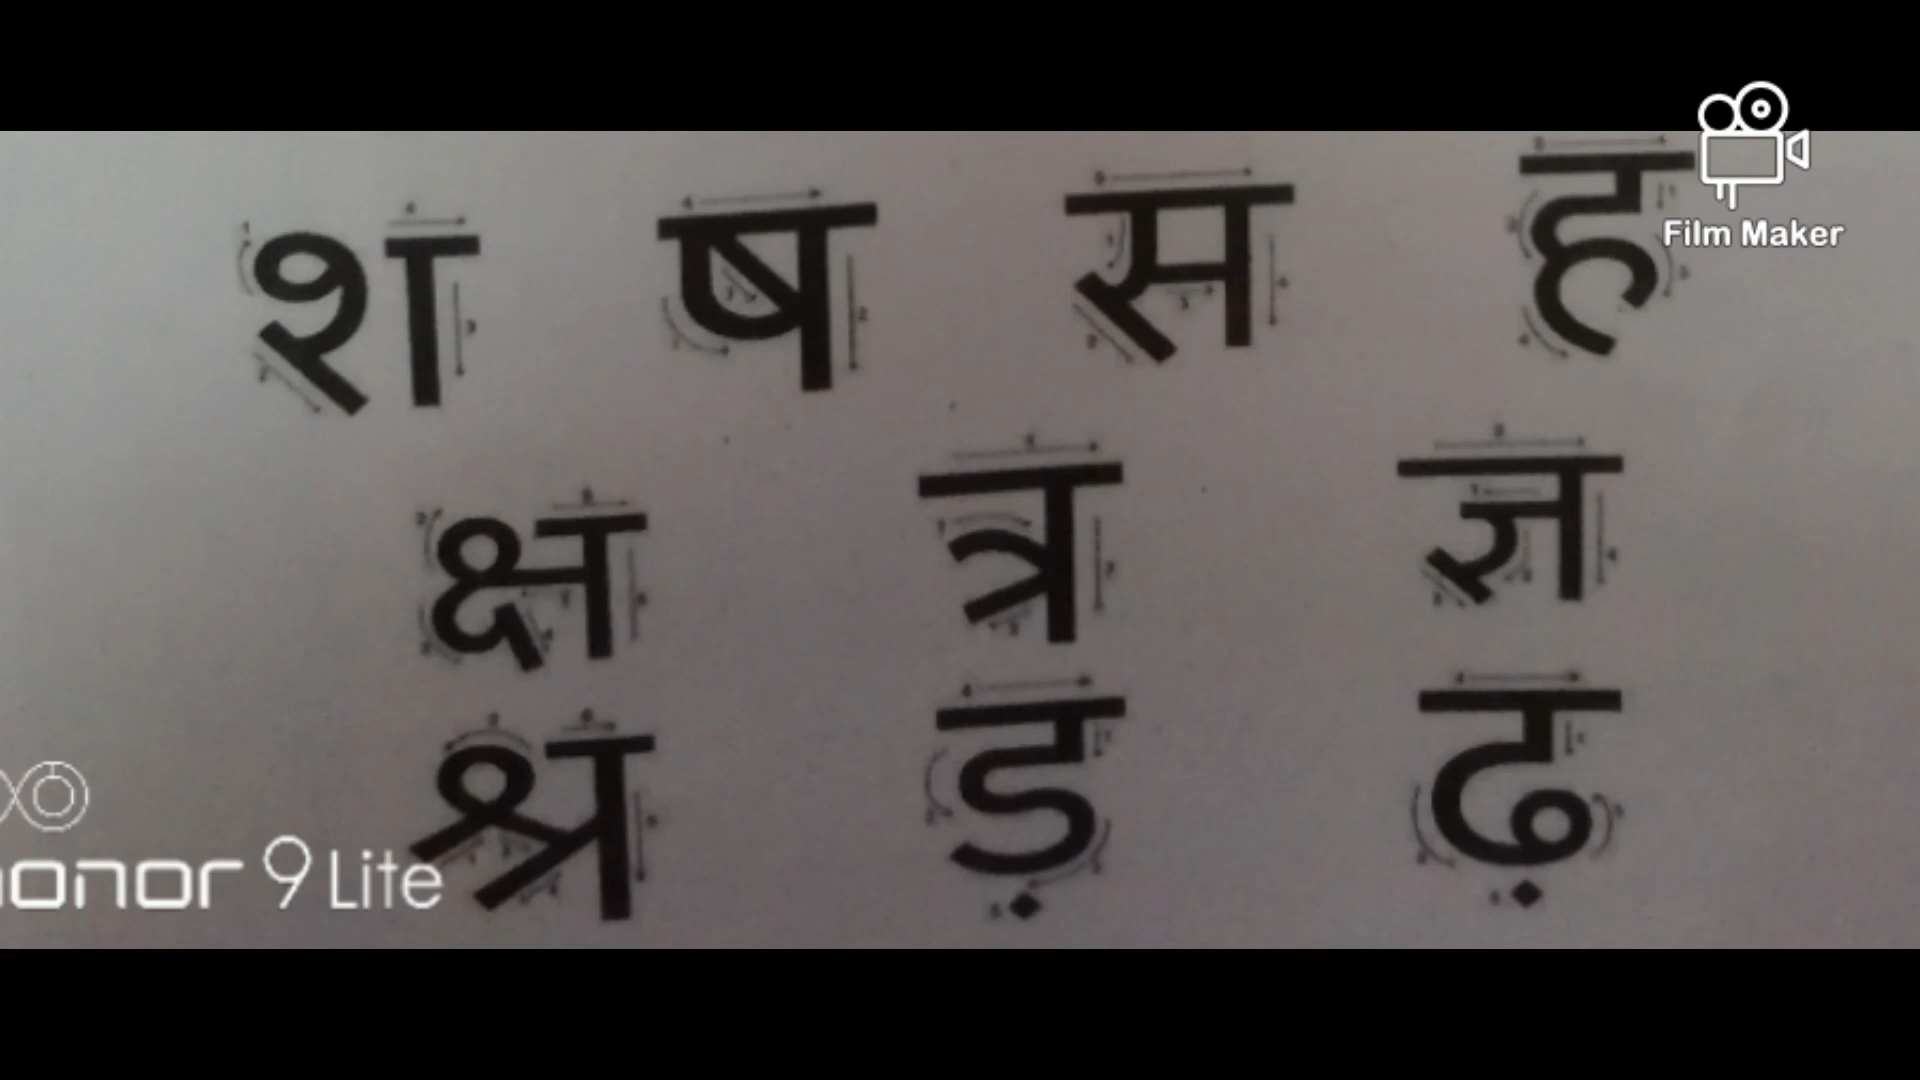 श ष स ह
Film Maker
क्ष त्र ज्ञ
श्र ड़ ढ़
honor 9 Lite